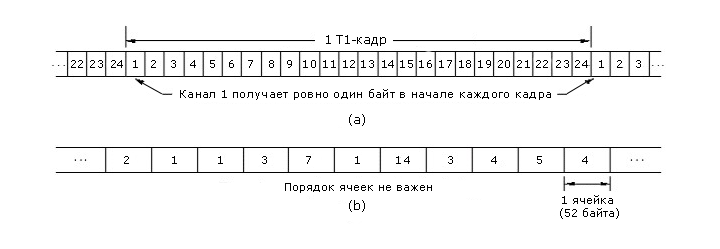 1 Т1-кадр
··· 22 23 24 1 2 3 4 5 6 7 8 9 10 11 12 13 14 15 16 17 18 19 20 21 22 23 24 1 2 3 ···
Канал 1 получает ровно один байт в начале каждого кадра
(a)
··· 2 1 1 3 7 1 14 3 4 5 4 ···
Порядок ячеек не важен
(b)
1 ячейка
(52 байта)